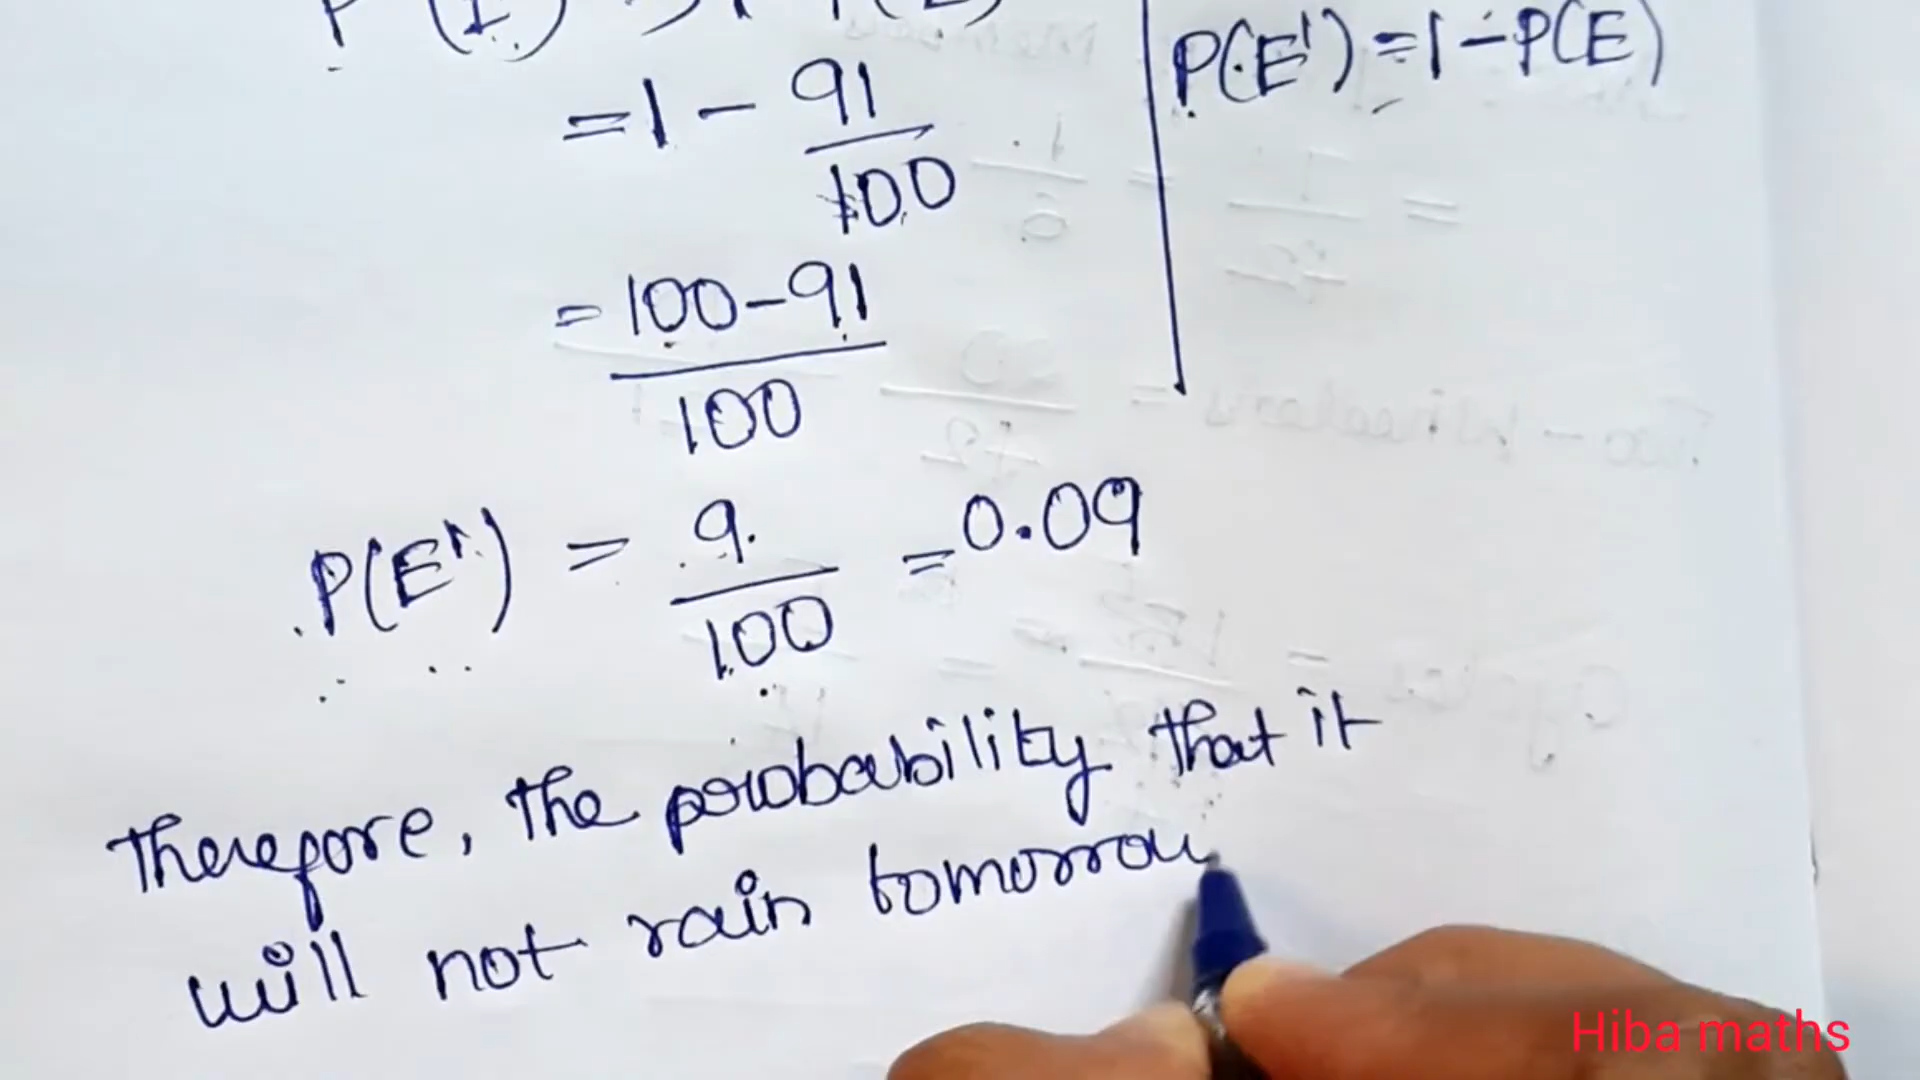 P(E') = 1 - P(E)
= 1 - 91/100
= 100 - 91/100
P(E') = 9/100 = 0.09
Therefore, the probability that it
will not rain tomorrow
Hiba maths